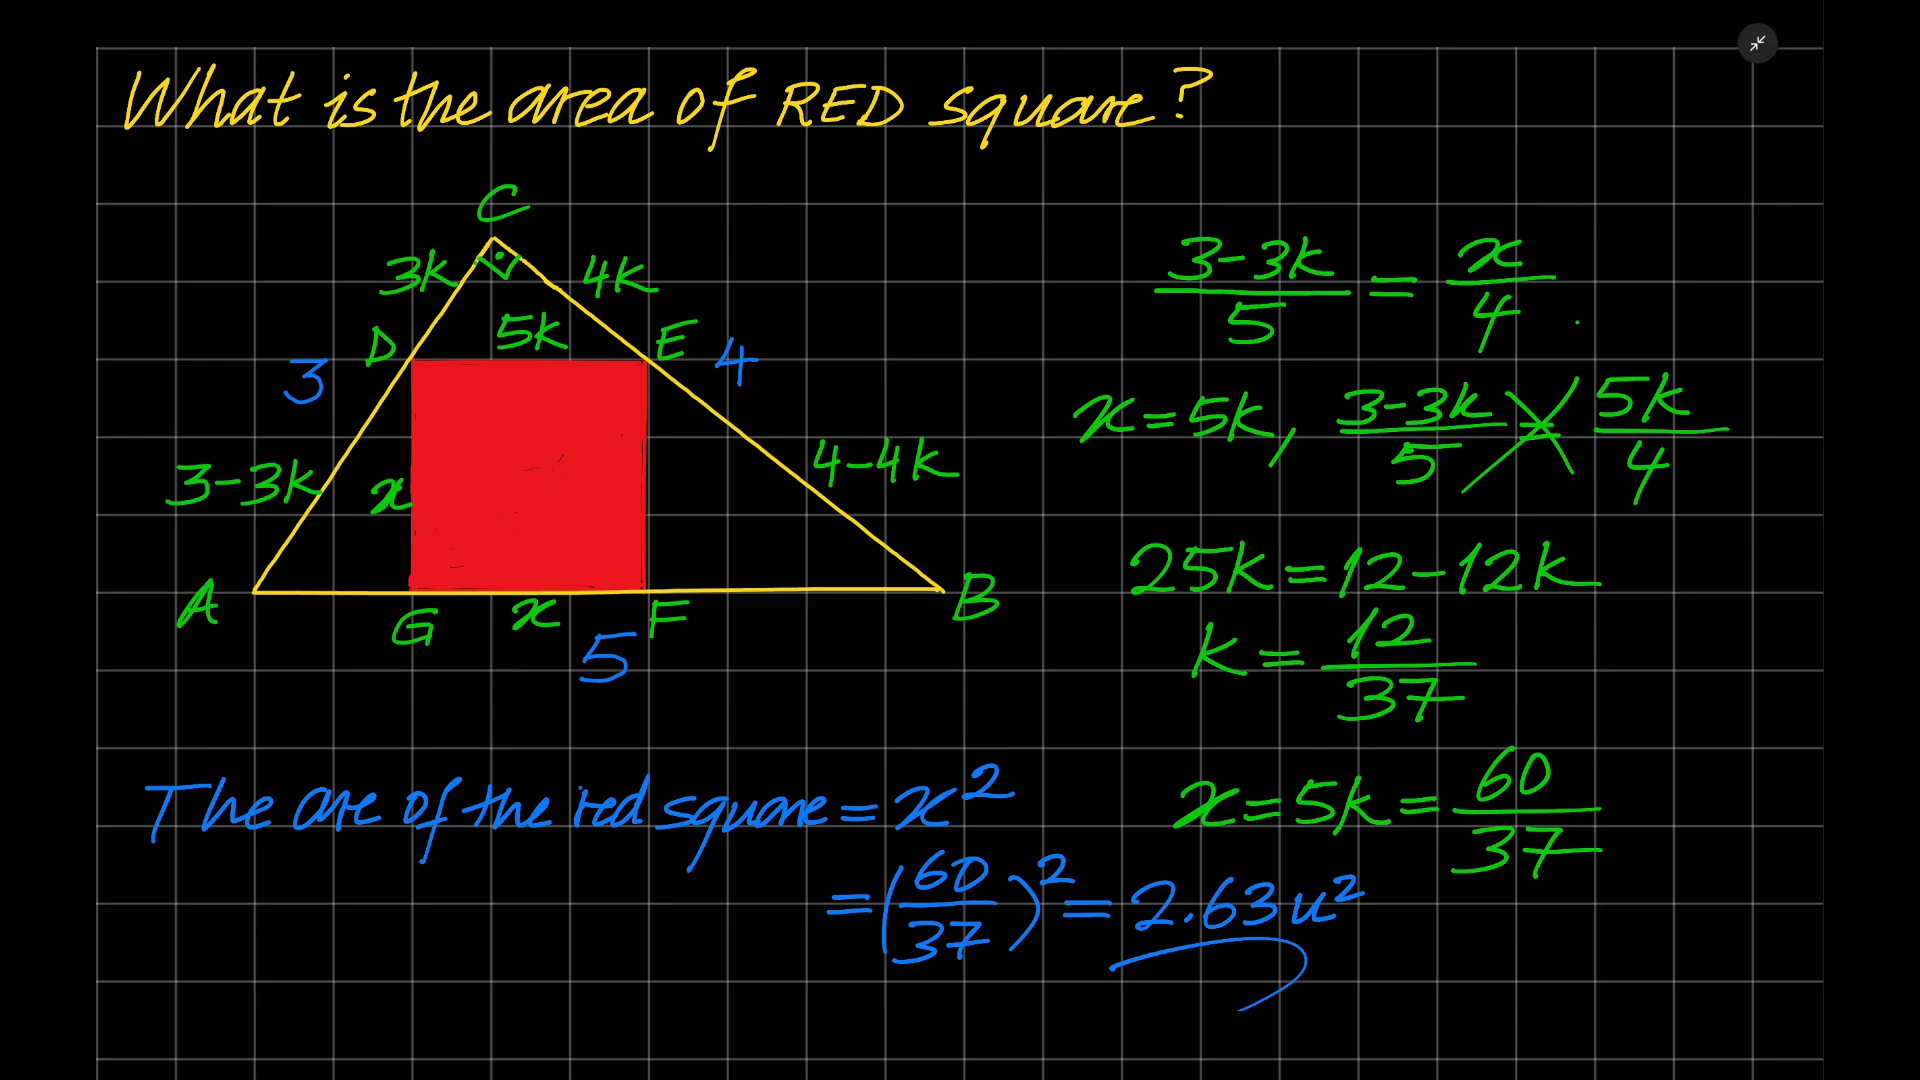 What is the area of RED square?
C
3k
4k
5k
D
E
3
4
3-3k
x
4-4k
A
G
x
F
B
5
(3-3k)/5 = x/4
x=5k, (3-3k)/5 = 5k/4
25k=12-12k
k=12/37
x=5k=60/37
The are of the red square = x²
=(60/37)²=2.63u²